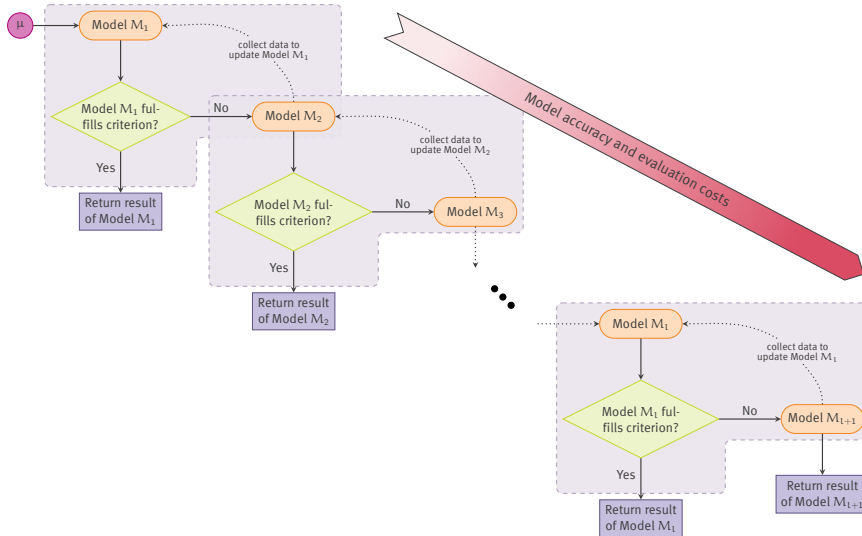 μ
Model M₁
collect data to
update Model M₁
Model M₁ ful-
fills criterion?
No
Yes
Return result
of Model M₁
Model M₂
collect data to
update Model M₂
Model M₂ ful-
fills criterion?
No
Model M₃
Yes
Return result
of Model M₂
Model accuracy and evaluation costs
Model Mₗ
collect data to
update Model Mₗ
Model Mₗ ful-
fills criterion?
No
Model Mₗ₊₁
Yes
Return result
of Model Mₗ
Return result
of Model Mₗ₊₁